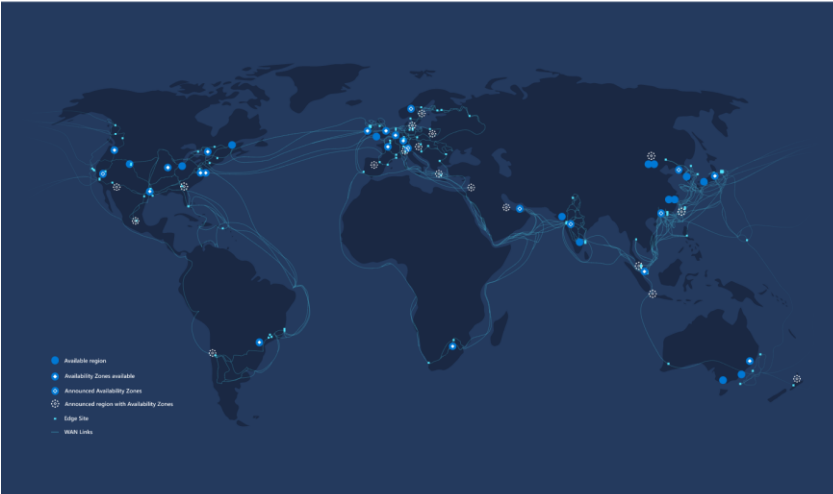 Available region
Availability Zones available
Announced Availability Zones
Announced region with Availability Zones
Edge Site
WAN Links